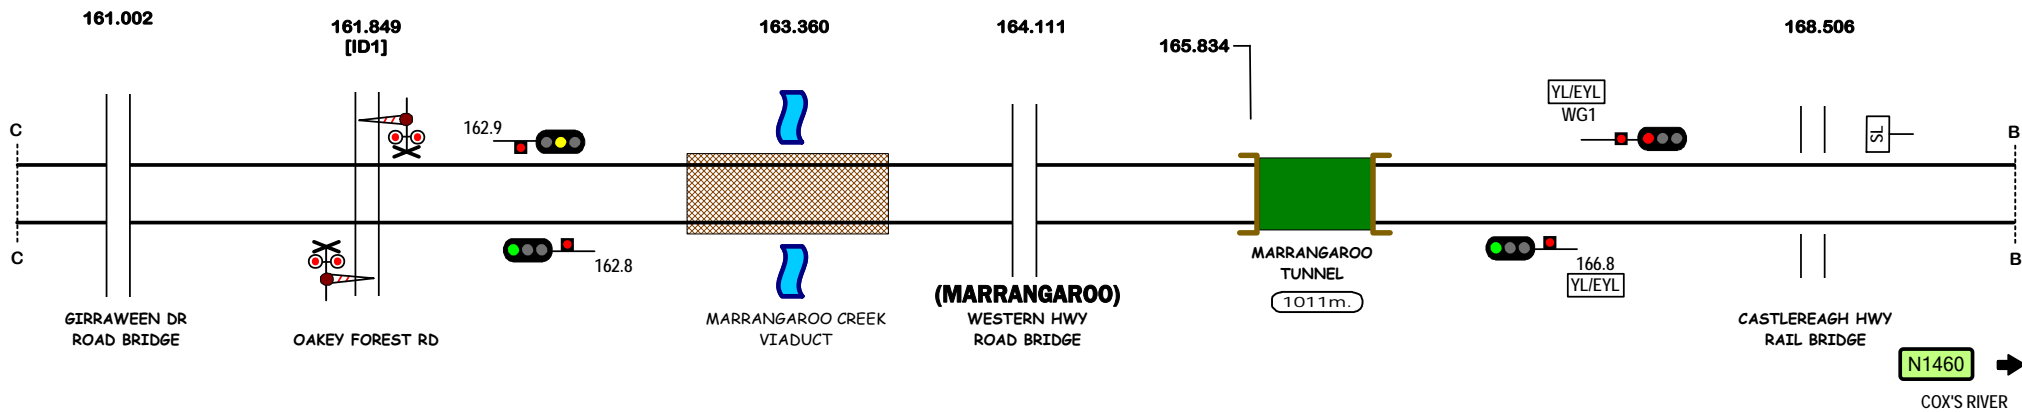 161.002
161.849
[ID1]
163.360
164.111
165.834
168.506
YL/EYL
WG1
162.9
SL
C
B
C
B
162.8
166.8
YL/EYL
MARRANGAROO
TUNNEL
1011m.
(MARRANGAROO)
GIRRAWEEN DR
ROAD BRIDGE
OAKEY FOREST RD
MARRANGAROO CREEK
VIADUCT
WESTERN HWY
ROAD BRIDGE
CASTLEREAGH HWY
RAIL BRIDGE
N1460
COX'S RIVER